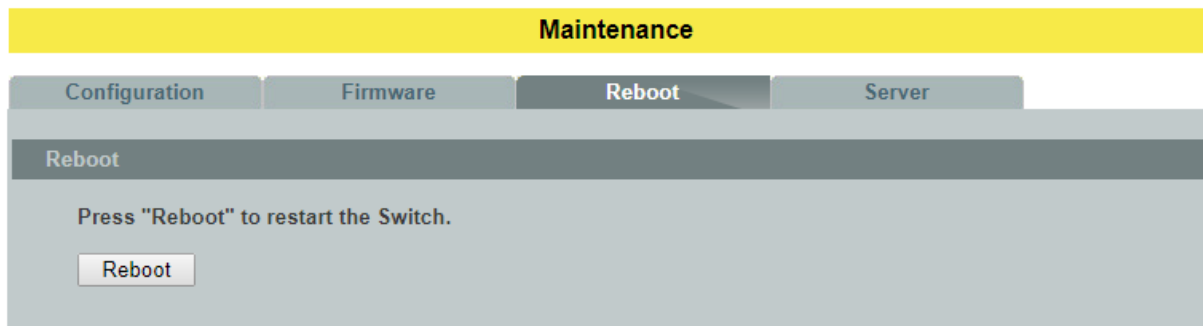 Maintenance
Configuration Firmware Reboot Server
Reboot
Press "Reboot" to restart the Switch.
Reboot